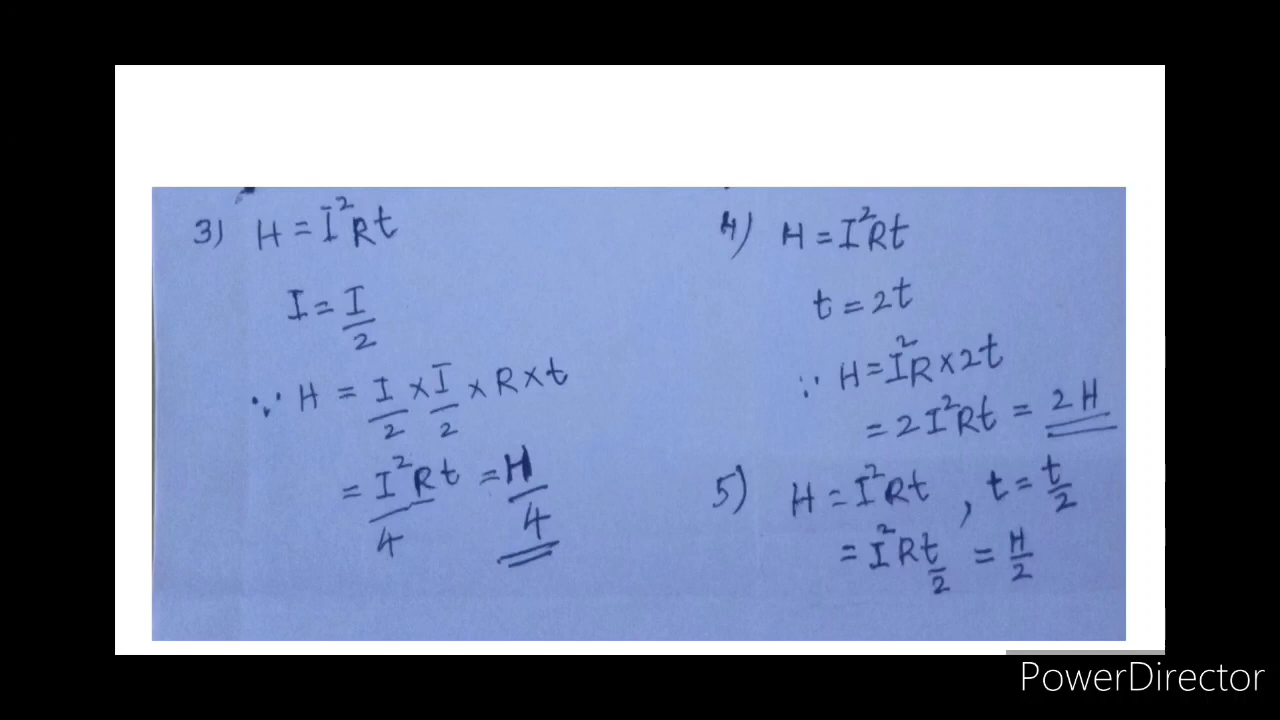 3) H = I²Rt
I = I/2
∵ H = I/2 × I/2 × R × t
= I²Rt/4 = H/4
4) H = I²Rt
t = 2t
∵ H = I²R × 2t
= 2I²Rt = 2H
5) H = I²Rt , t = t/2
= I²Rt/2 = H/2
PowerDirector